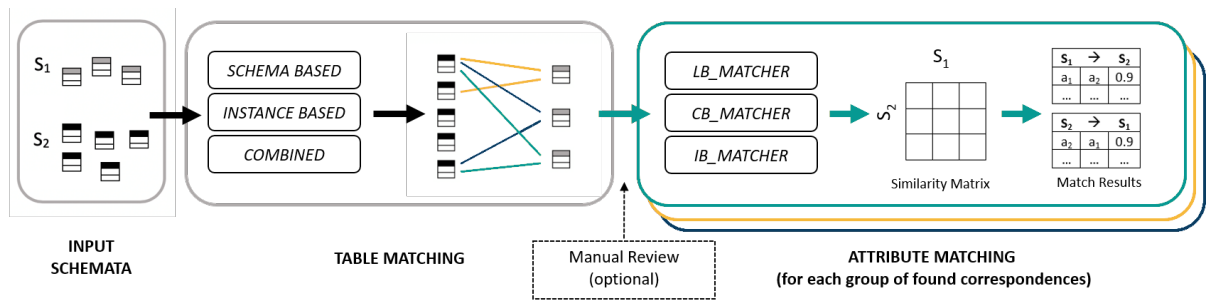 S1
S2
INPUT
SCHEMATA
SCHEMA BASED
INSTANCE BASED
COMBINED
TABLE MATCHING
Manual Review
(optional)
LB_MATCHER
CB_MATCHER
IB_MATCHER
S1
S2
Similarity Matrix
S1 → S2
a1 a2 0.9
... ... ...
S2 → S1
a2 a1 0.9
... ... ...
Match Results
ATTRIBUTE MATCHING
(for each group of found correspondences)